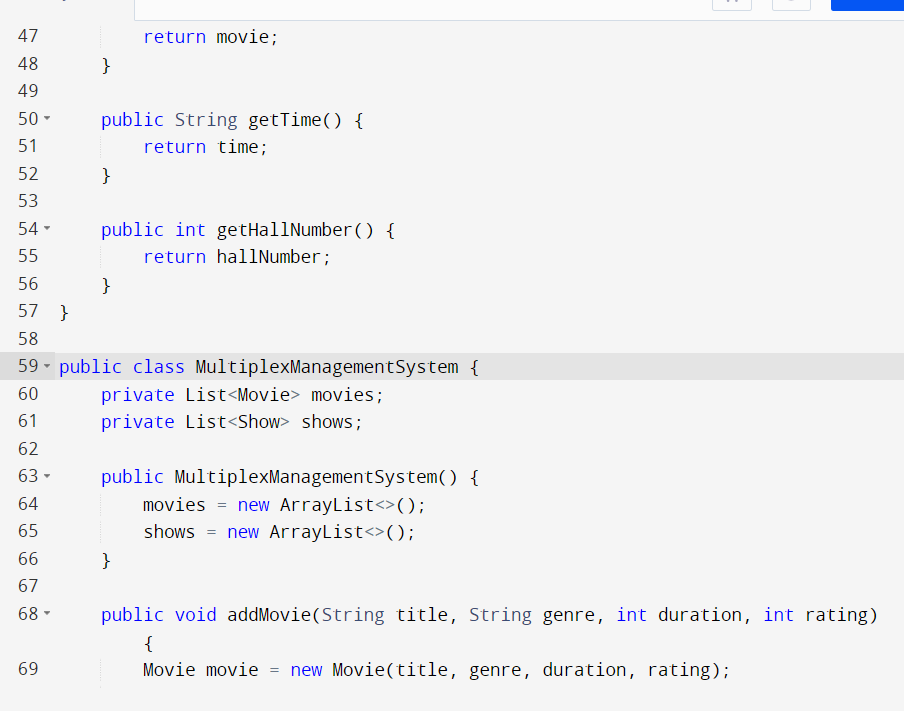 47 return movie;
48 }
49
50 public String getTime() {
51 return time;
52 }
53
54 public int getHallNumber() {
55 return hallNumber;
56 }
57 }
58
59 public class MultiplexManagementSystem {
60 private List<Movie> movies;
61 private List<Show> shows;
62
63 public MultiplexManagementSystem() {
64 movies = new ArrayList<>();
65 shows = new ArrayList<>();
66 }
67
68 public void addMovie(String title, String genre, int duration, int rating)
{
69 Movie movie = new Movie(title, genre, duration, rating);